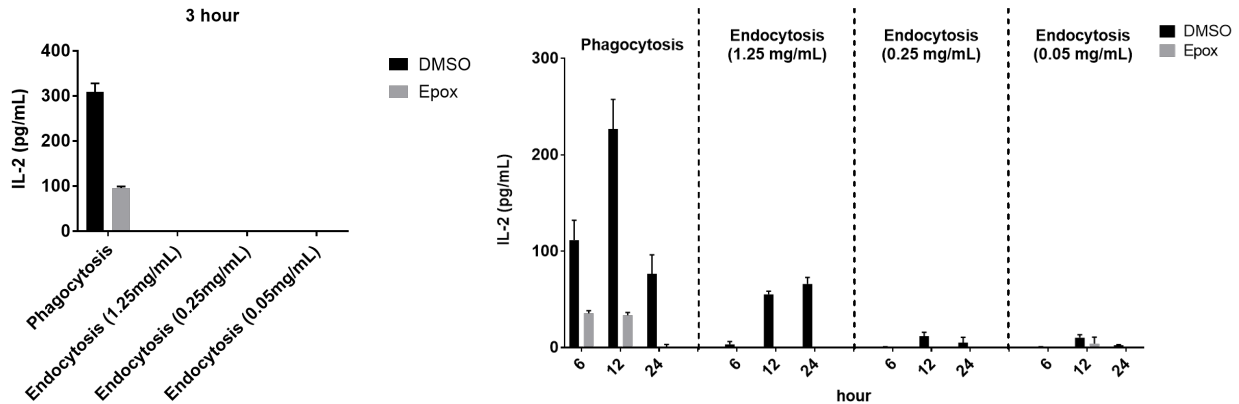 3 hour
IL-2 (pg/mL)
400
300
200
100
0
Phagocytosis
Endocytosis (1.25mg/mL)
Endocytosis (0.25mg/mL)
Endocytosis (0.05mg/mL)
DMSO
Epox
Phagocytosis
Endocytosis
(1.25 mg/mL)
Endocytosis
(0.25 mg/mL)
Endocytosis
(0.05 mg/mL)
DMSO
Epox
IL-2 (pg/mL)
300
200
100
0
6 12 24 6 12 24 6 12 24 6 12 24
hour